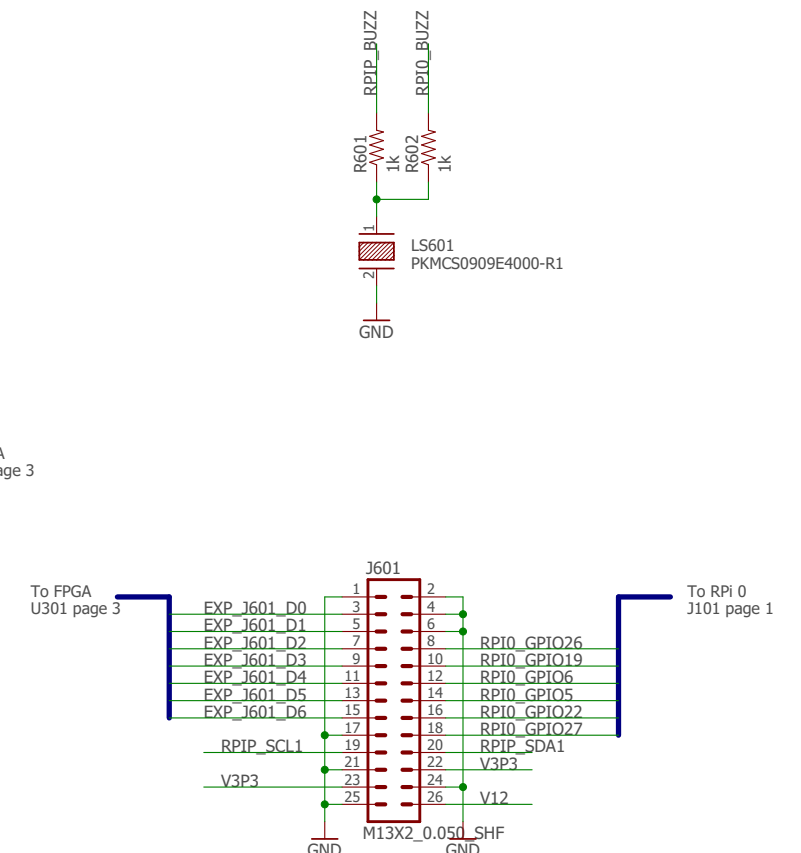 RPIP_BUZZ
RPI0_BUZZ
R601
1k
R602
1k
1
LS601
PKMCS0909E4000-R1
2
GND
A
age 3
J601
To FPGA
U301 page 3
To RPi 0
J101 page 1
1 2
EXP_J601_D0 3 4
EXP_J601_D1 5 6
EXP_J601_D2 7 8 RPI0_GPIO26
EXP_J601_D3 9 10 RPI0_GPIO19
EXP_J601_D4 11 12 RPI0_GPIO6
EXP_J601_D5 13 14 RPI0_GPIO5
EXP_J601_D6 15 16 RPI0_GPIO22
17 18 RPI0_GPIO27
RPIP_SCL1 19 20 RPIP_SDA1
21 22 V3P3
V3P3 23 24
25 26 V12
M13X2_0.050_SHF
GND
GND